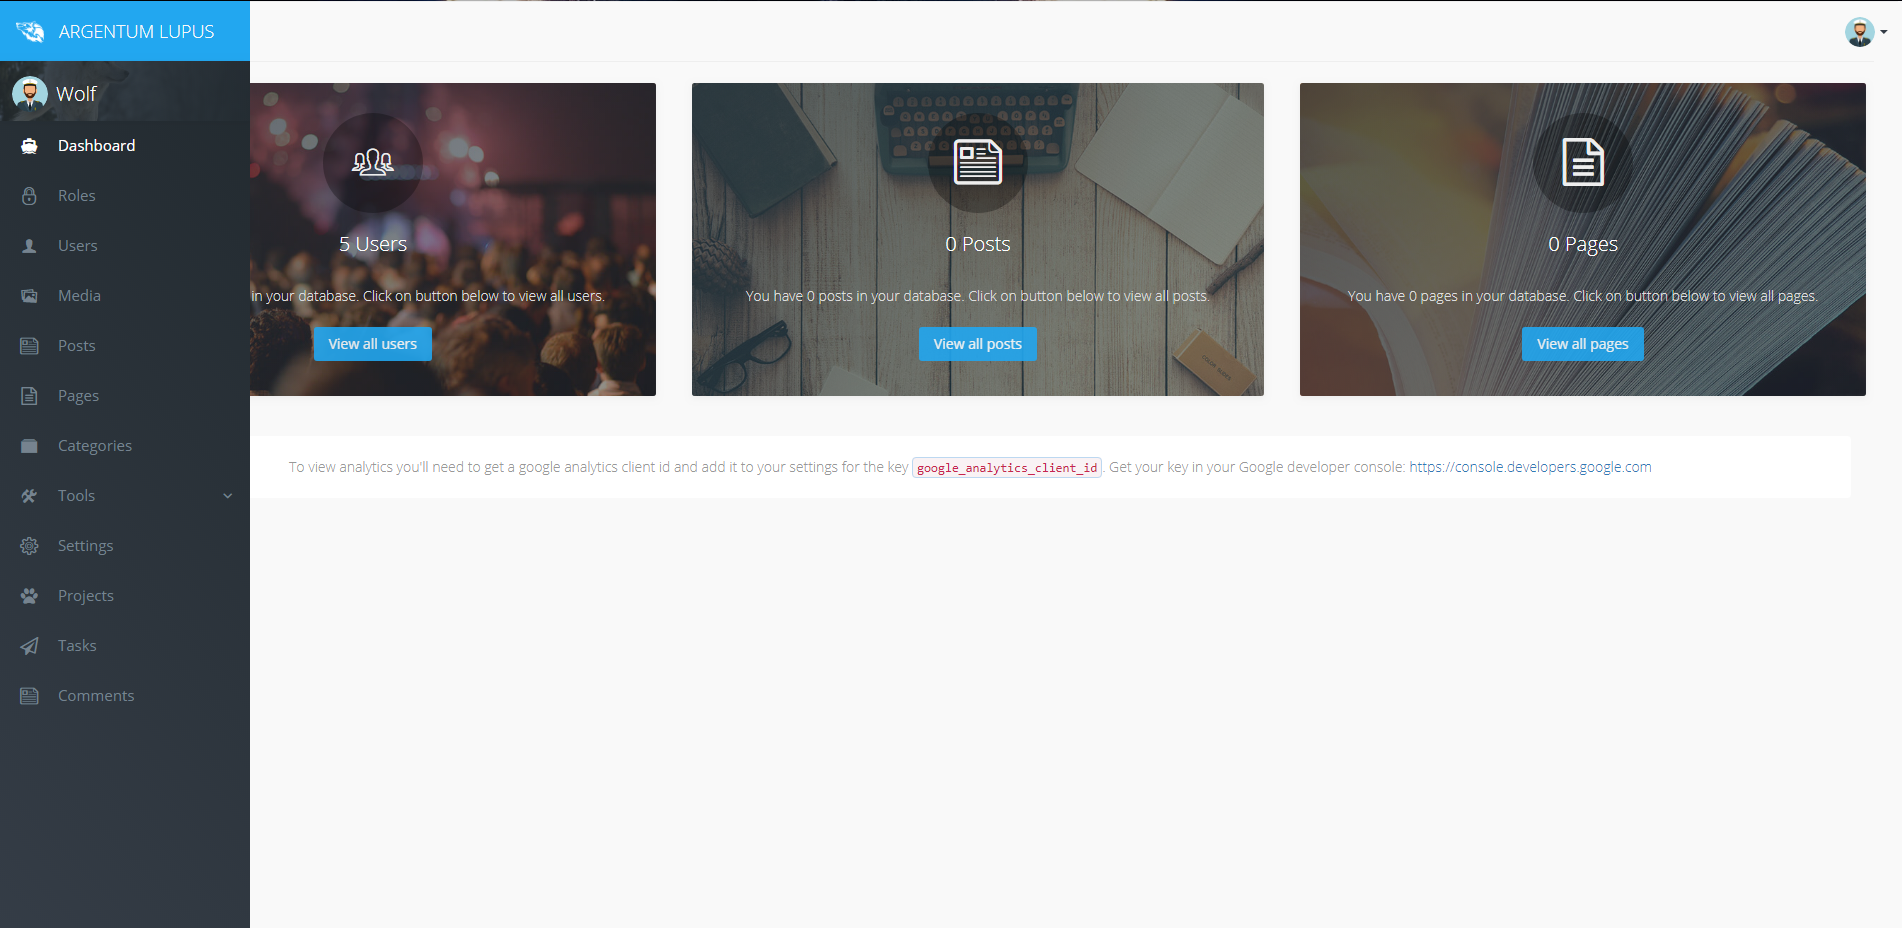 ARGENTUM LUPUS
Wolf
Dashboard
Roles
Users
Media
Posts
Pages
Categories
Tools
Settings
Projects
Tasks
Comments
5 Users
in your database. Click on button below to view all users.
View all users
0 Posts
You have 0 posts in your database. Click on button below to view all posts.
View all posts
0 Pages
You have 0 pages in your database. Click on button below to view all pages.
View all pages
To view analytics you'll need to get a google analytics client id and add it to your settings for the key google_analytics_client_id. Get your key in your Google developer console: https://console.developers.google.com